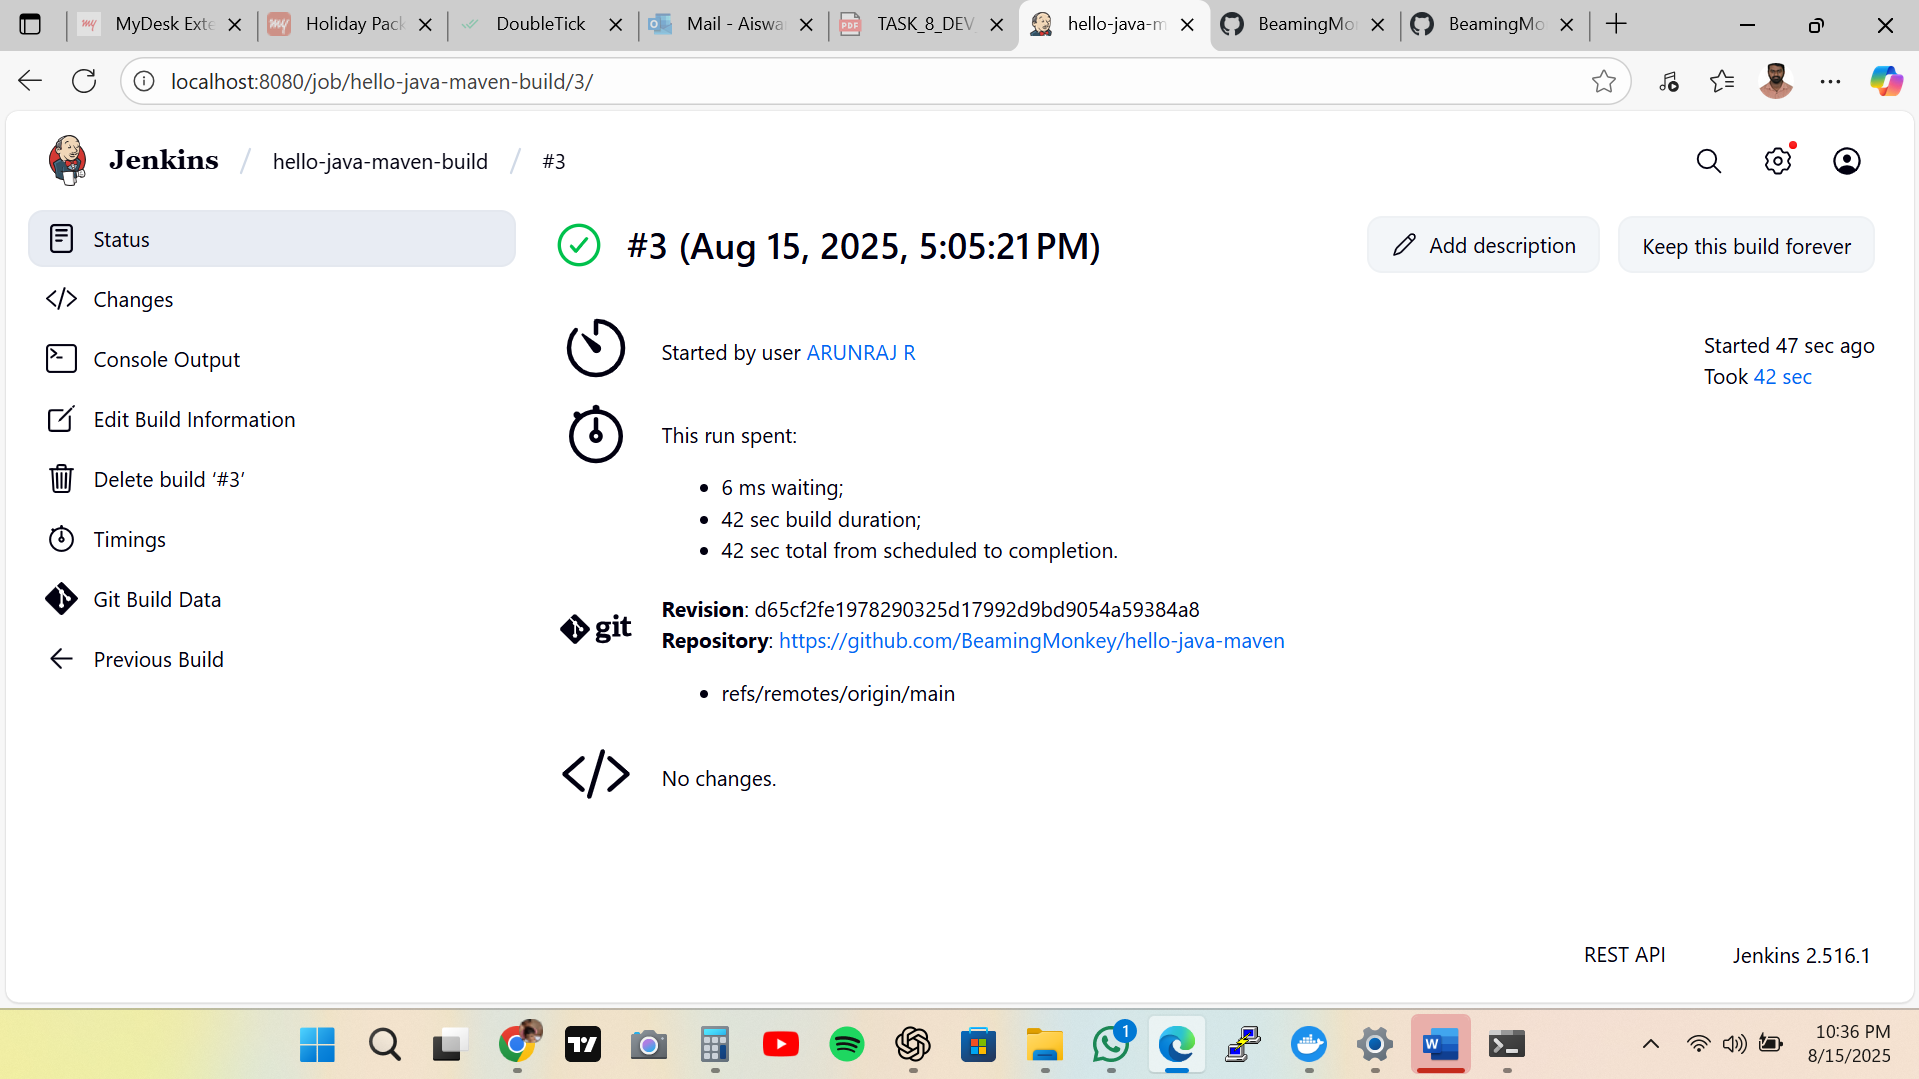 MyDesk Exte
Holiday Pack
DoubleTick
Mail - Aiswar
TASK_8_DEV
hello-java-m
BeamingMon
BeamingMo
localhost:8080/job/hello-java-maven-build/3/
Jenkins / hello-java-maven-build / #3
Status
Changes
Console Output
Edit Build Information
Delete build ‘#3’
Timings
Git Build Data
Previous Build
#3 (Aug 15, 2025, 5:05:21 PM)
Add description
Keep this build forever
Started by user ARUNRAJ R
Started 47 sec ago
Took 42 sec
This run spent:
6 ms waiting;
42 sec build duration;
42 sec total from scheduled to completion.
git
Revision: d65cf2fe1978290325d17992d9bd9054a59384a8
Repository: https://github.com/BeamingMonkey/hello-java-maven
refs/remotes/origin/main
No changes.
REST API
Jenkins 2.516.1
1
10:36 PM
8/15/2025